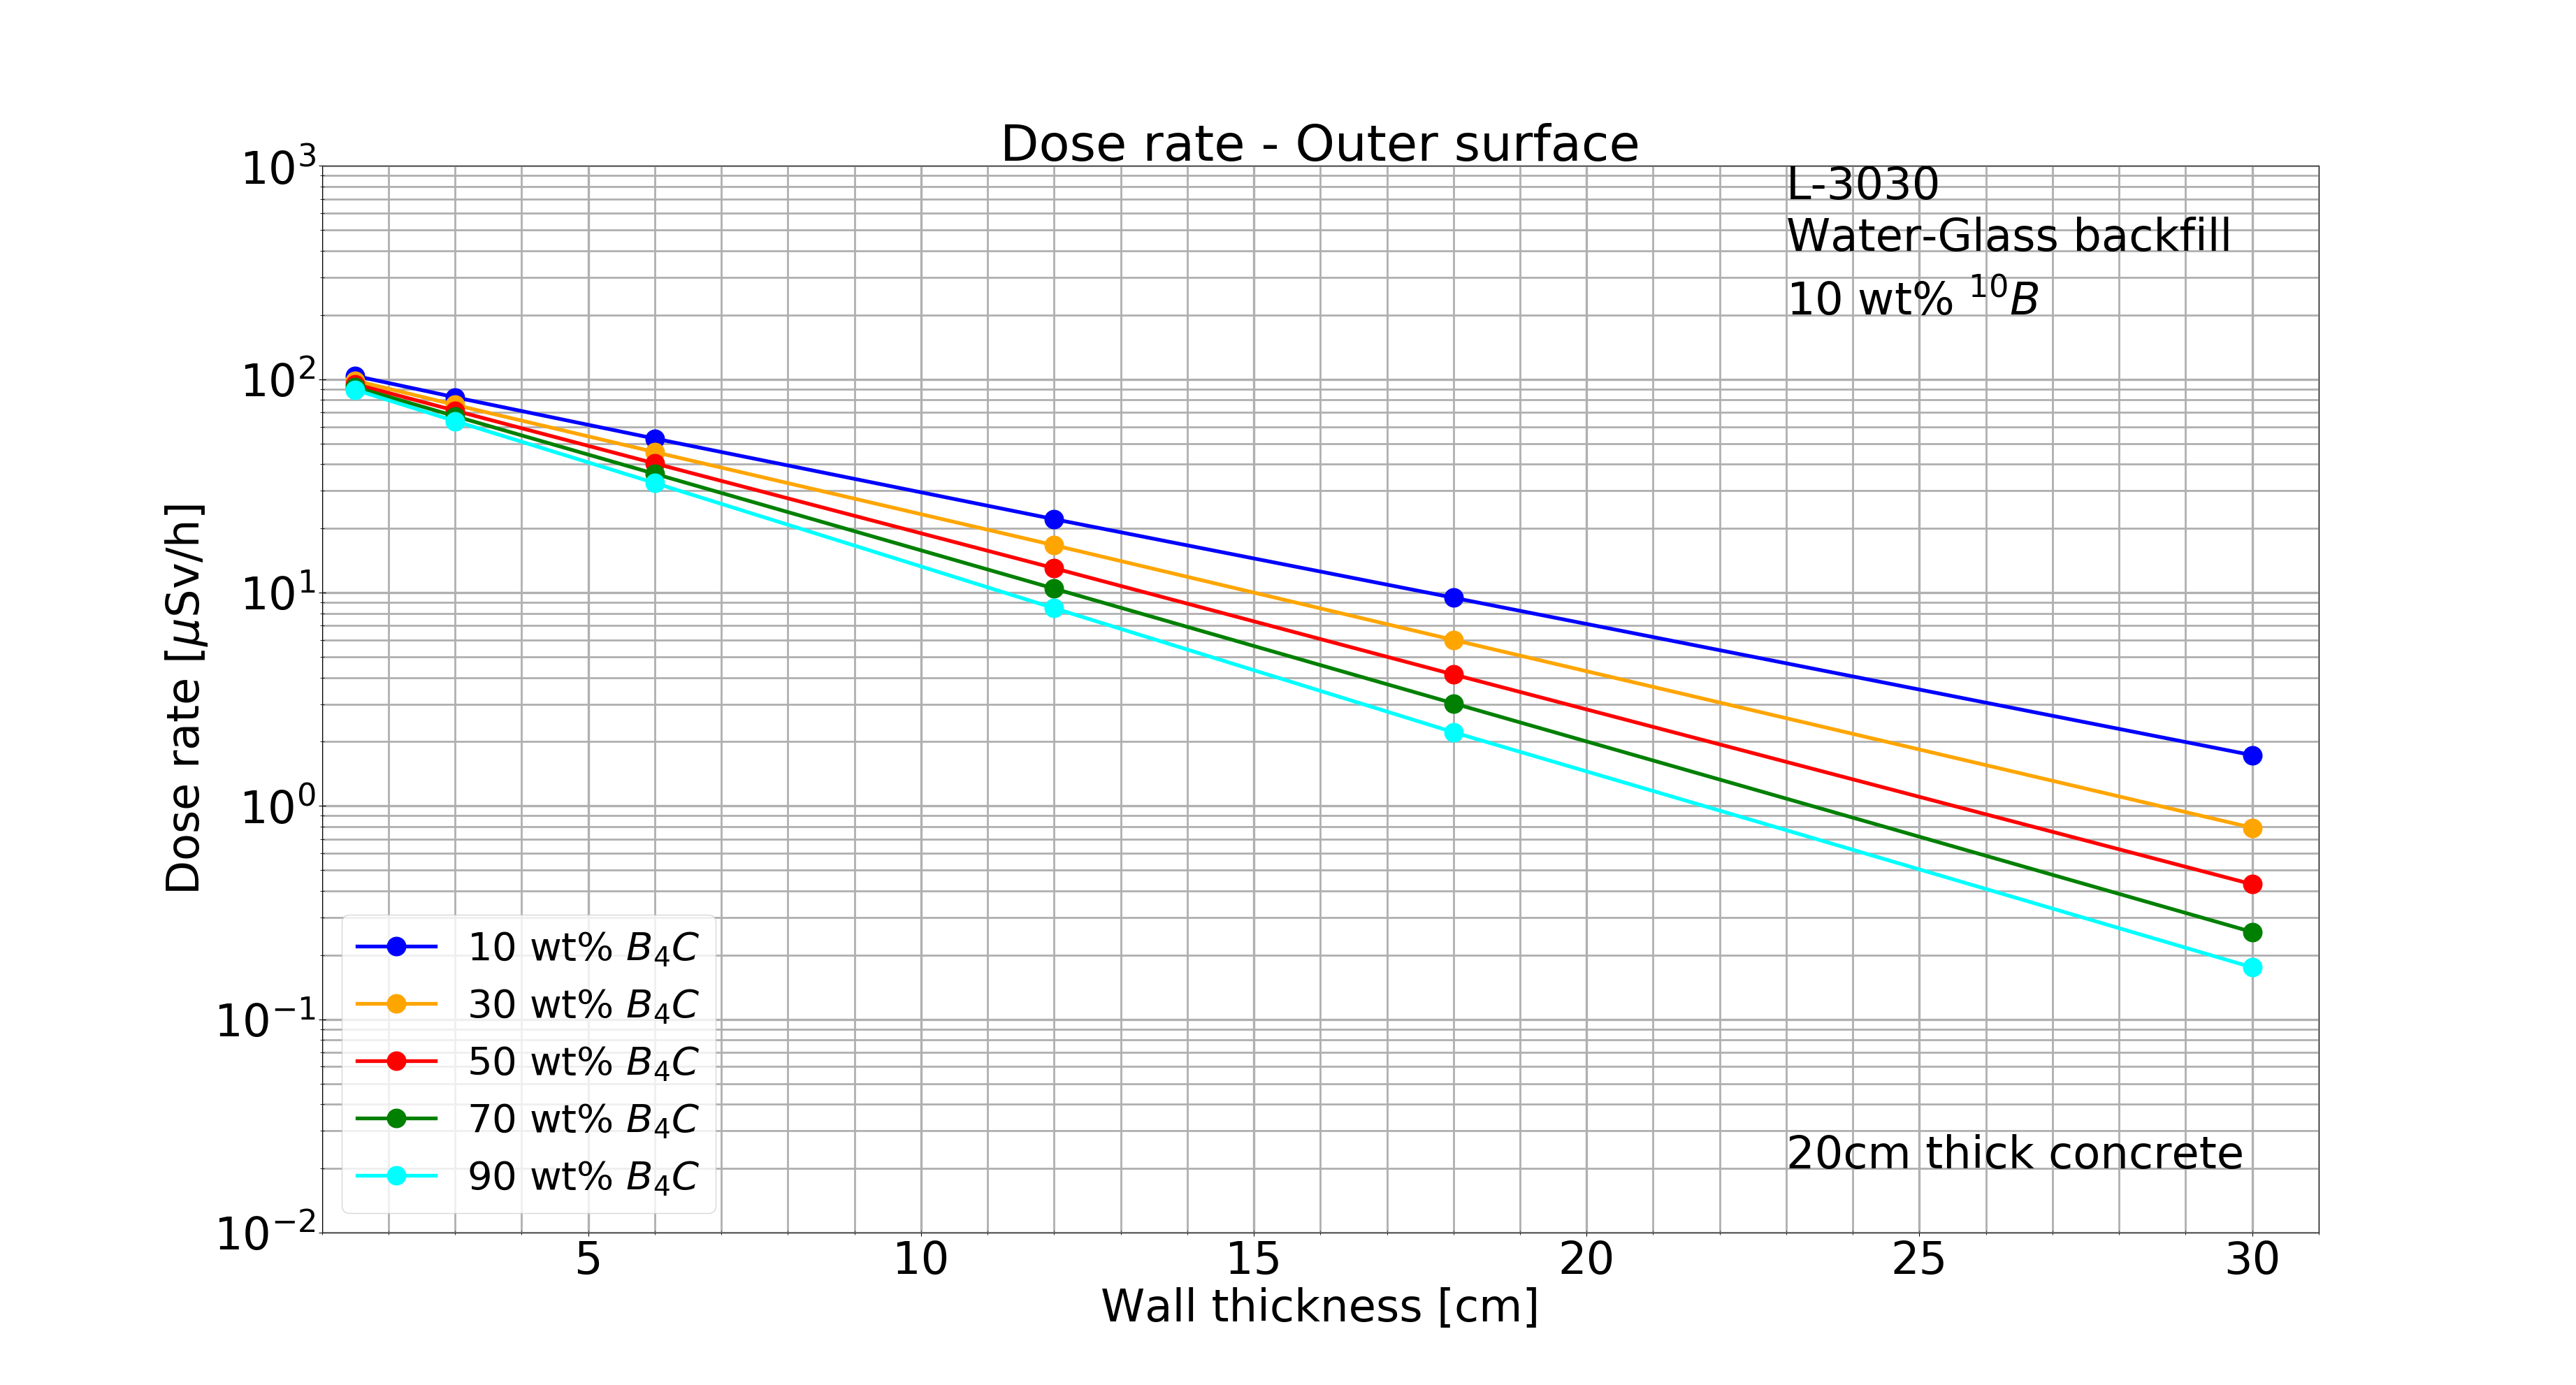 Dose rate - Outer surface
L-3030
Water-Glass backfill
10 wt% ¹⁰B
10³
10²
10¹
10⁰
10⁻¹
10⁻²
Dose rate [μSv/h]
10 wt% B₄C
30 wt% B₄C
50 wt% B₄C
70 wt% B₄C
90 wt% B₄C
20cm thick concrete
5 10 15 20 25 30
Wall thickness [cm]